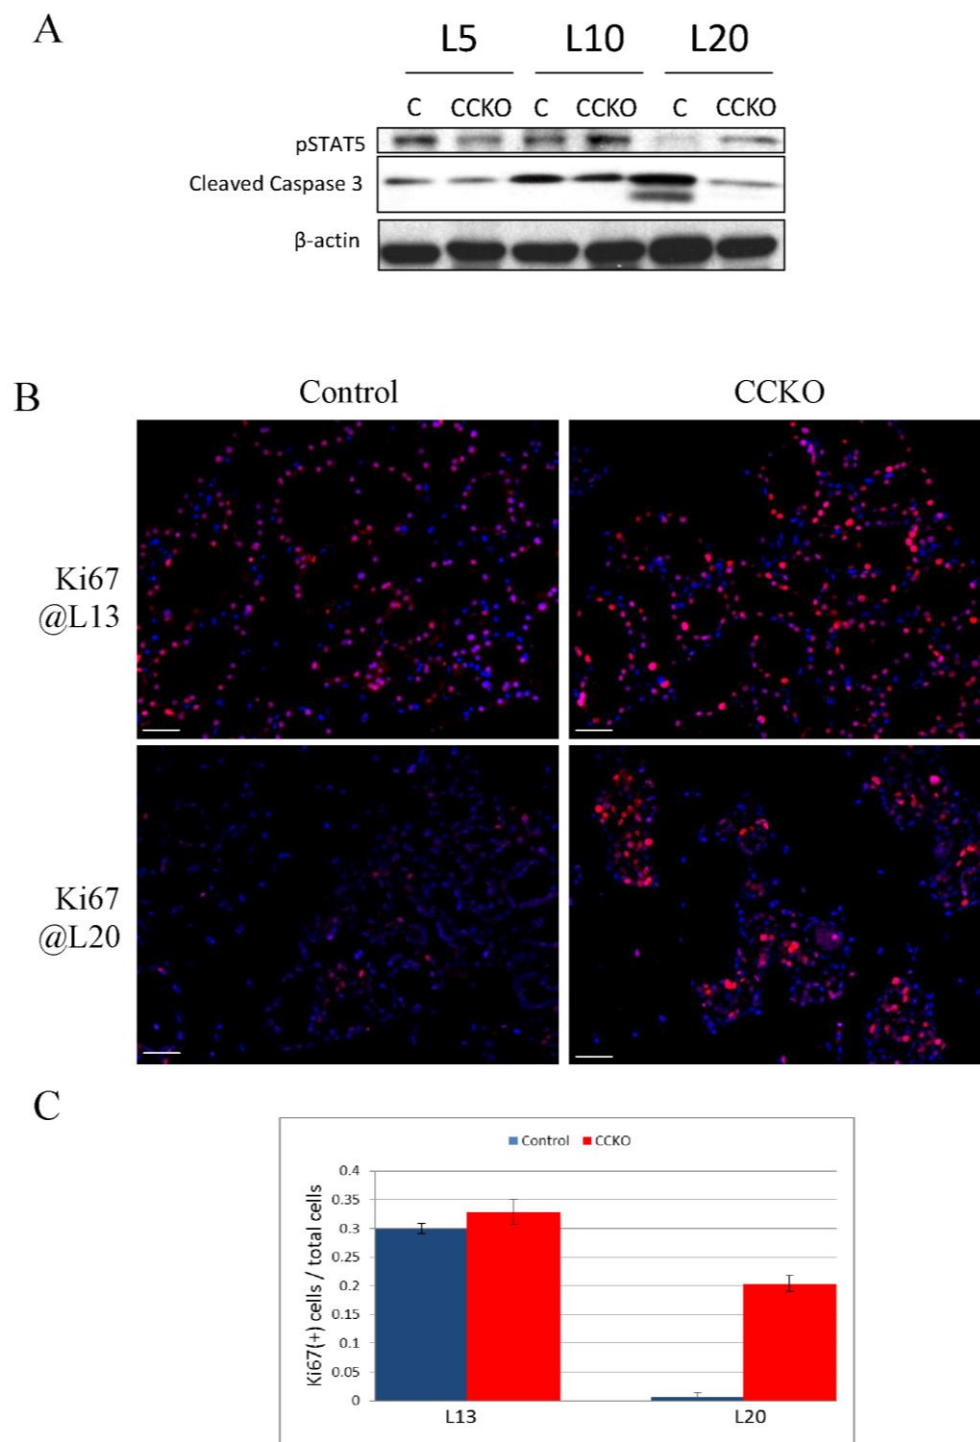 A
L5 L10 L20
C CCKO C CCKO C CCKO
pSTAT5
Cleaved Caspase 3
β-actin
B
Control CCKO
Ki67
@L13
Ki67
@L20
C
Control CCKO
Ki67(+) cells / total cells
0.4
0.35
0.3
0.25
0.2
0.15
0.1
0.05
0
L13 L20